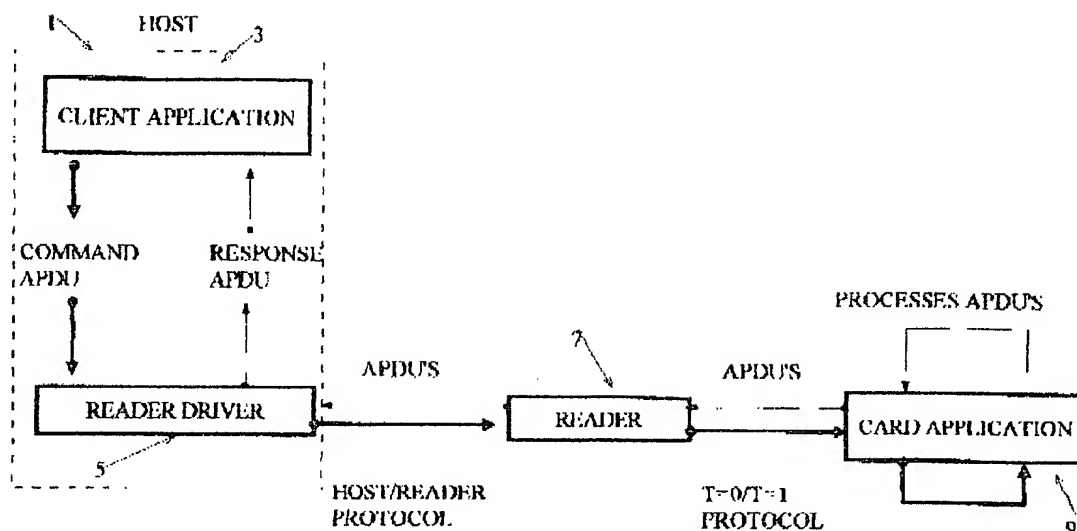 1
HOST
3
CLIENT APPLICATION
COMMAND
APDU
RESPONSE
APDU
PROCESSES APDU'S
7
APDU'S
APDU'S
READER DRIVER
READER
CARD APPLICATION
5
HOST/READER
PROTOCOL
T=0/T=1
PROTOCOL
9